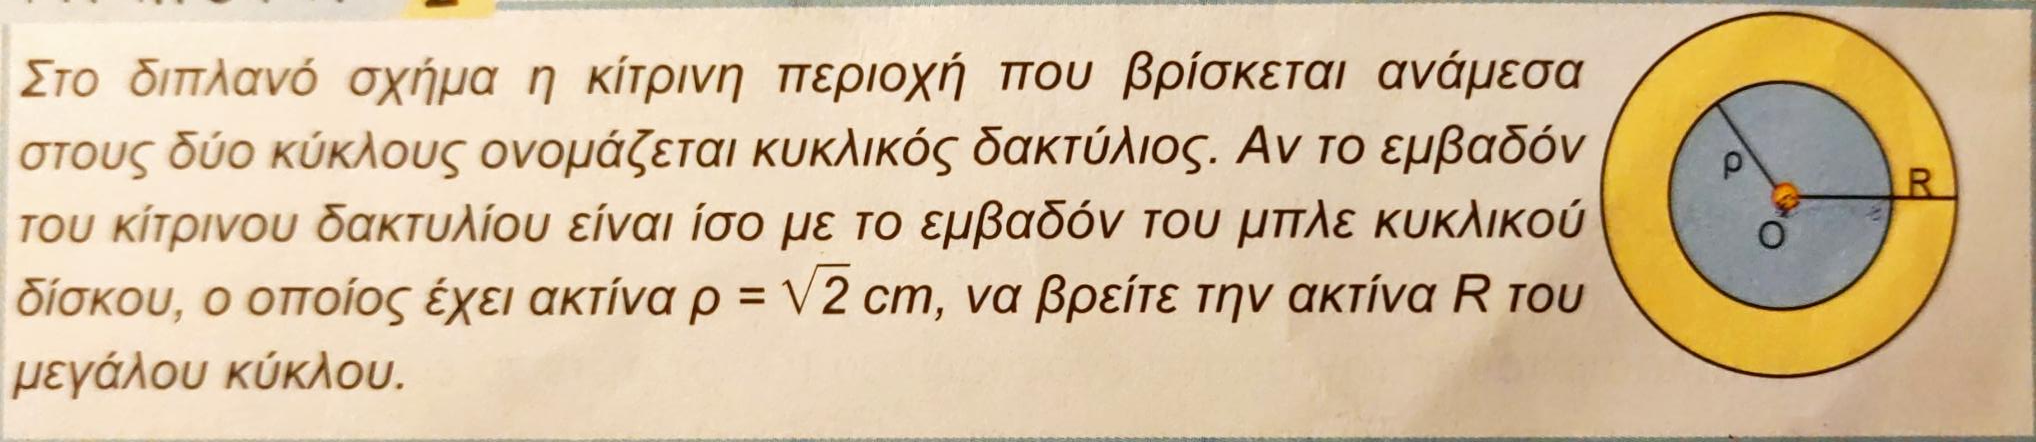 Στο διπλανό σχήμα η κίτρινη περιοχή που βρίσκεται ανάμεσα
στους δύο κύκλους ονομάζεται κυκλικός δακτύλιος. Αν το εμβαδόν
του κίτρινου δακτυλίου είναι ίσο με το εμβαδόν του μπλε κυκλικού
δίσκου, ο οποίος έχει ακτίνα ρ = √2 cm, να βρείτε την ακτίνα R του
μεγάλου κύκλου.
ρ
R
O